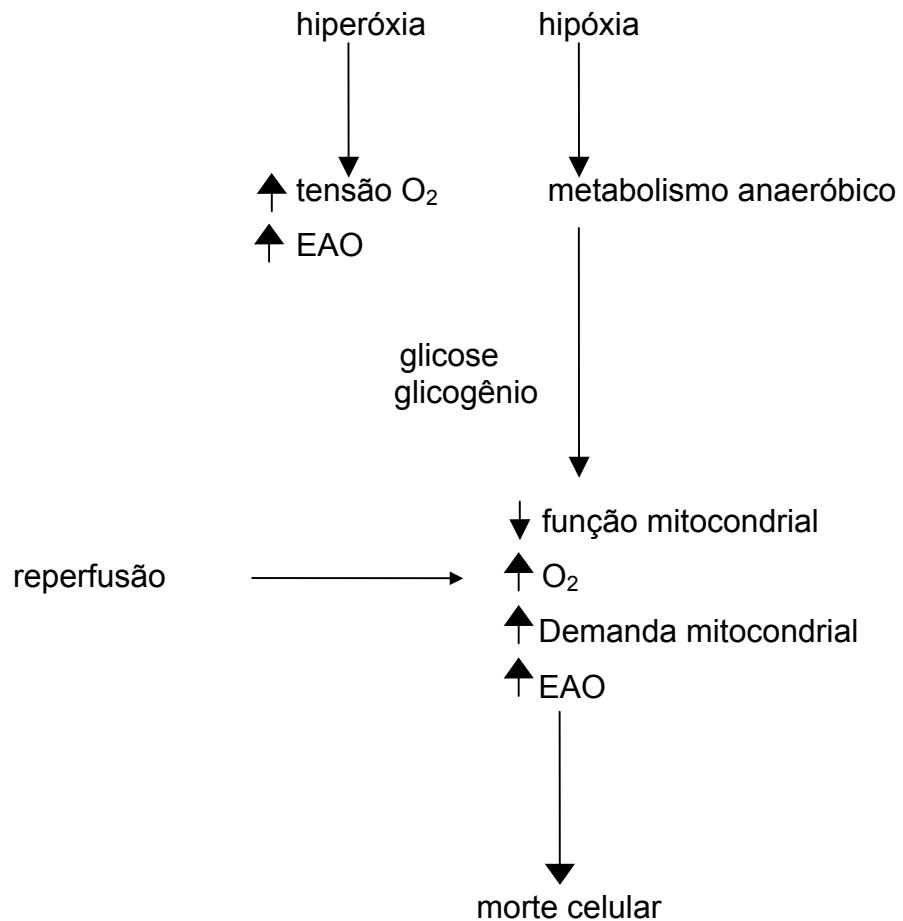 hiperóxia hipóxia
tensão O₂ metabolismo anaeróbico
EAO
glicose
glicogênio
função mitocondrial
reperfusão O₂
Demanda mitocondrial
EAO
morte celular